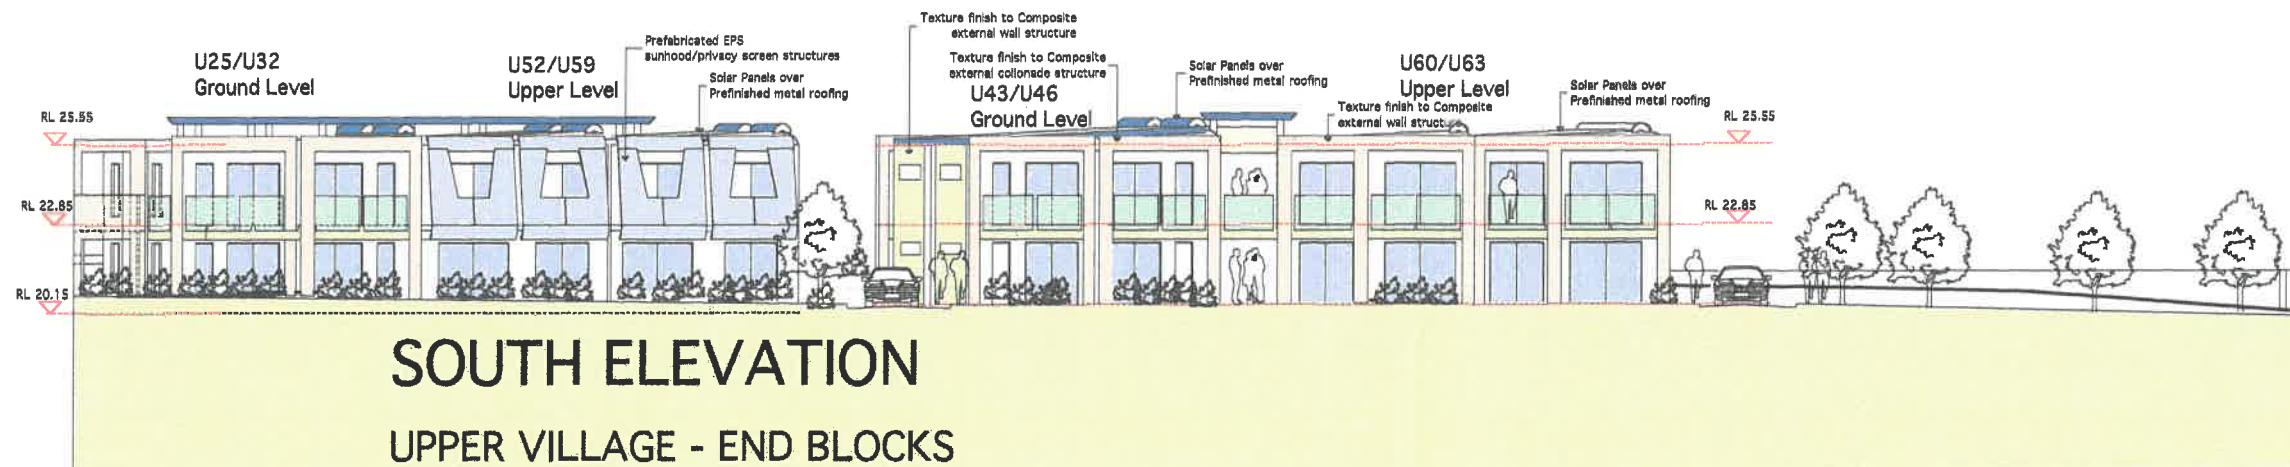 U25/U32
Ground Level
U52/U59
Upper Level
Prefabricated EPS
sunhood/privacy screen structures
Solar Panels over
Prefinished metal roofing
Texture finish to Composite
external wall structure
Texture finish to Composite
external collonade structure
U43/U46
Ground Level
Solar Panels over
Prefinished metal roofing
Texture finish to Composite
external wall structure
U60/U63
Upper Level
Solar Panels over
Prefinished metal roofing
RL 25.55
RL 22.85
RL 20.15
RL 25.55
RL 22.85
SOUTH ELEVATION
UPPER VILLAGE - END BLOCKS